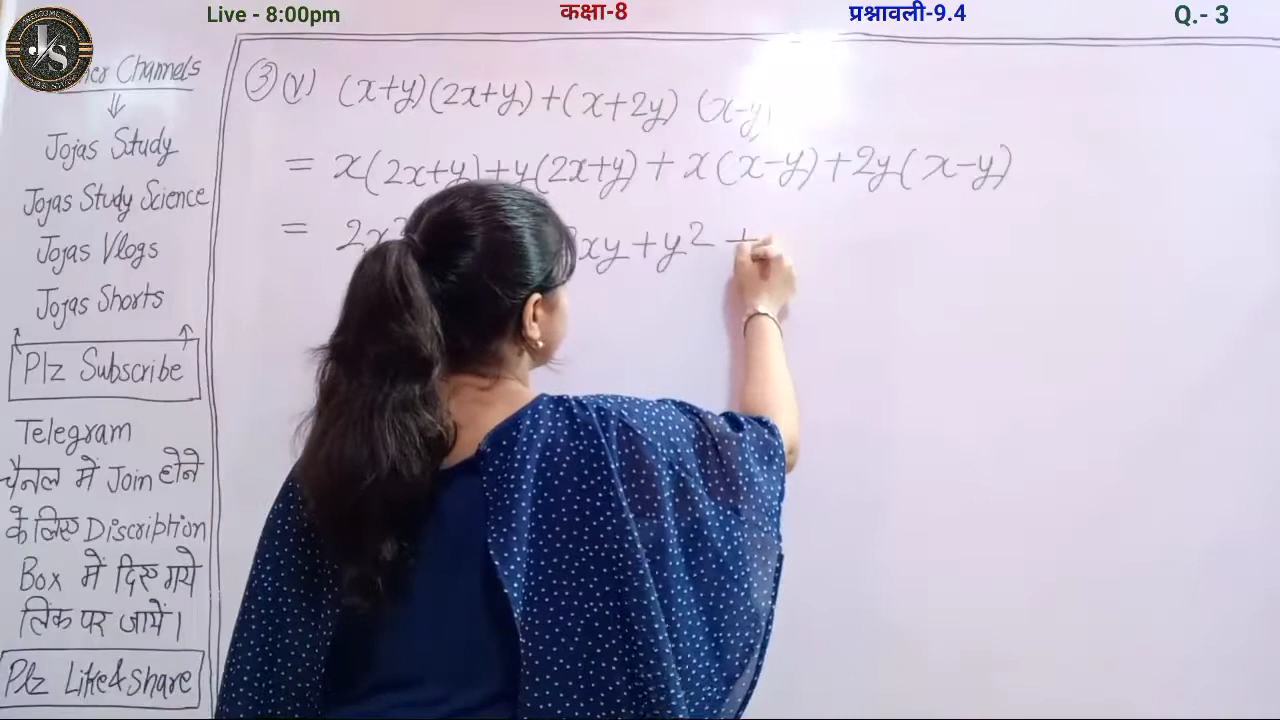 Live - 8:00pm
कक्षा-8
प्रश्नावली-9.4
Q.- 3
JS
Channels
Jojas Study
Jojas Study Science
Jojas Vlogs
Jojas Shorts
Plz Subscribe
Telegram
चैनल में Join होने
के लिए Discription
Box में दिए गये
लिंक पर जायें।
Plz Like & Share
③ (V) (x+y)(2x+y)+(x+2y) (x-y)
= x(2x+y)+y(2x+y)+x(x-y)+2y(x-y)
= 2x² xy+y² +